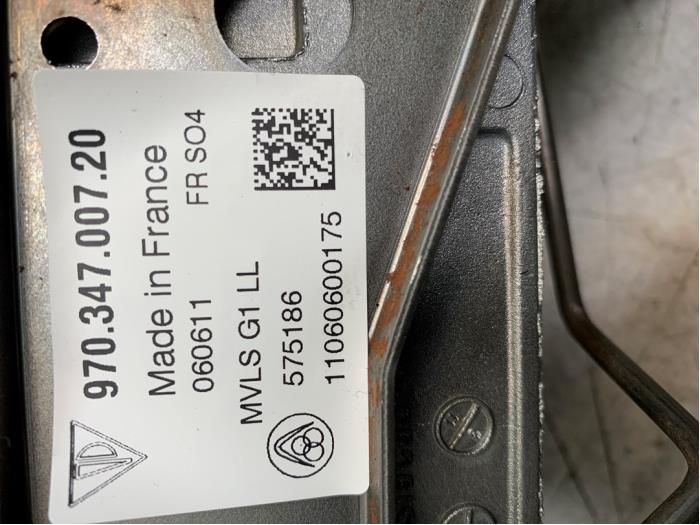 970.347.007.20
Made in France
060611 FR SO4
MVLS G1 LL
575186
11060600175